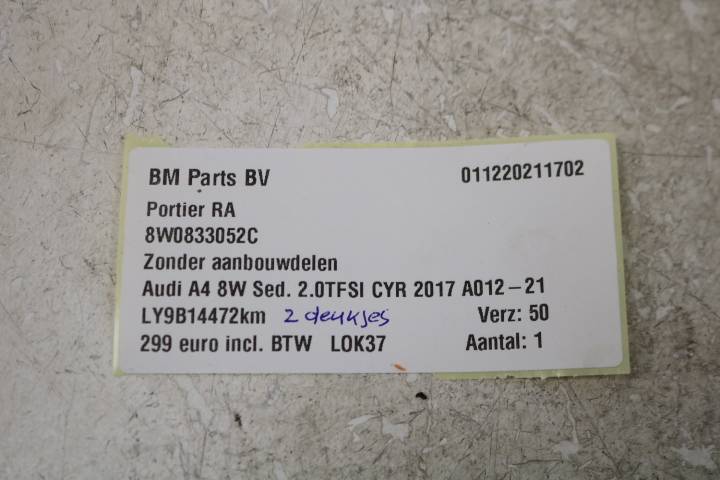 BM Parts BV 011220211702
Portier RA
8W0833052C
Zonder aanbouwdelen
Audi A4 8W Sed. 2.0TFSI CYR 2017 A012-21
LY9B14472km 2 deukjes Verz: 50
299 euro incl. BTW LOK37 Aantal: 1